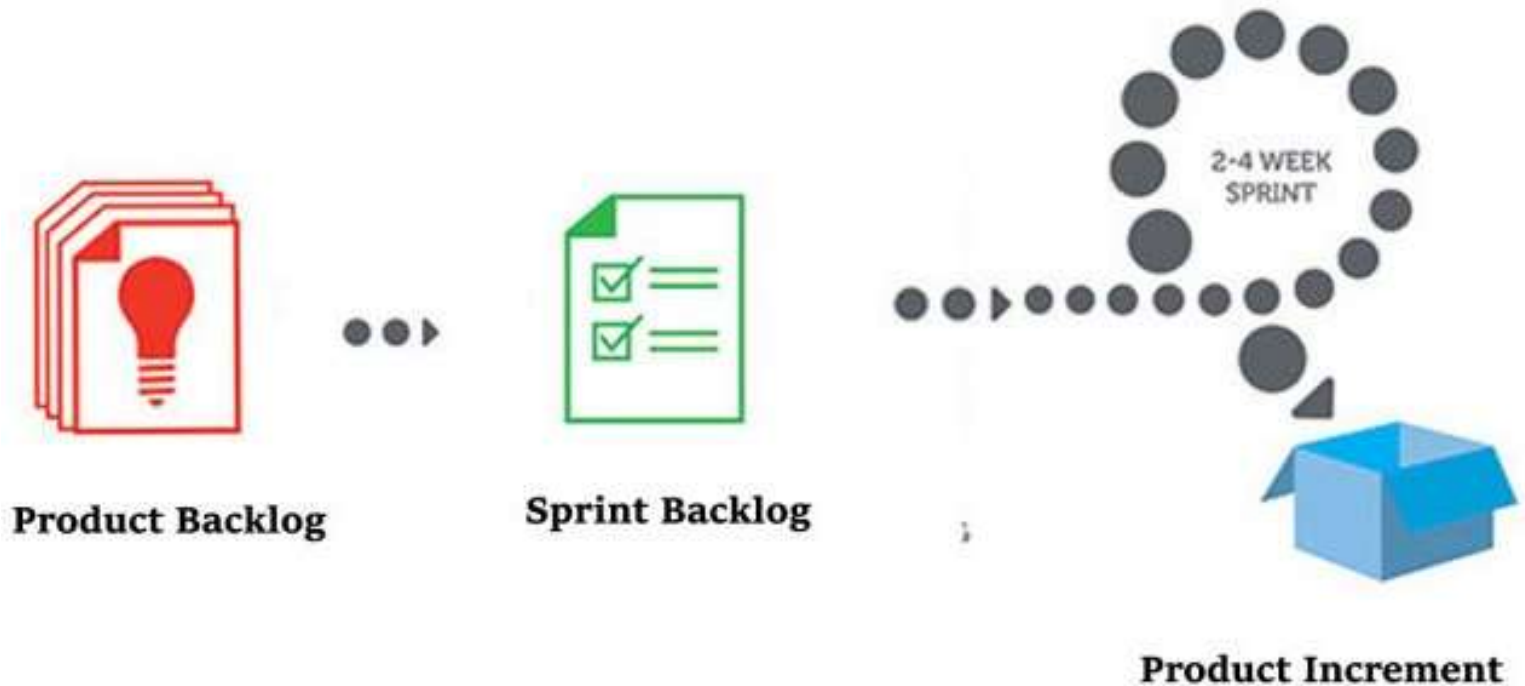 2-4 WEEK
SPRINT
Product Backlog
Sprint Backlog
Product Increment